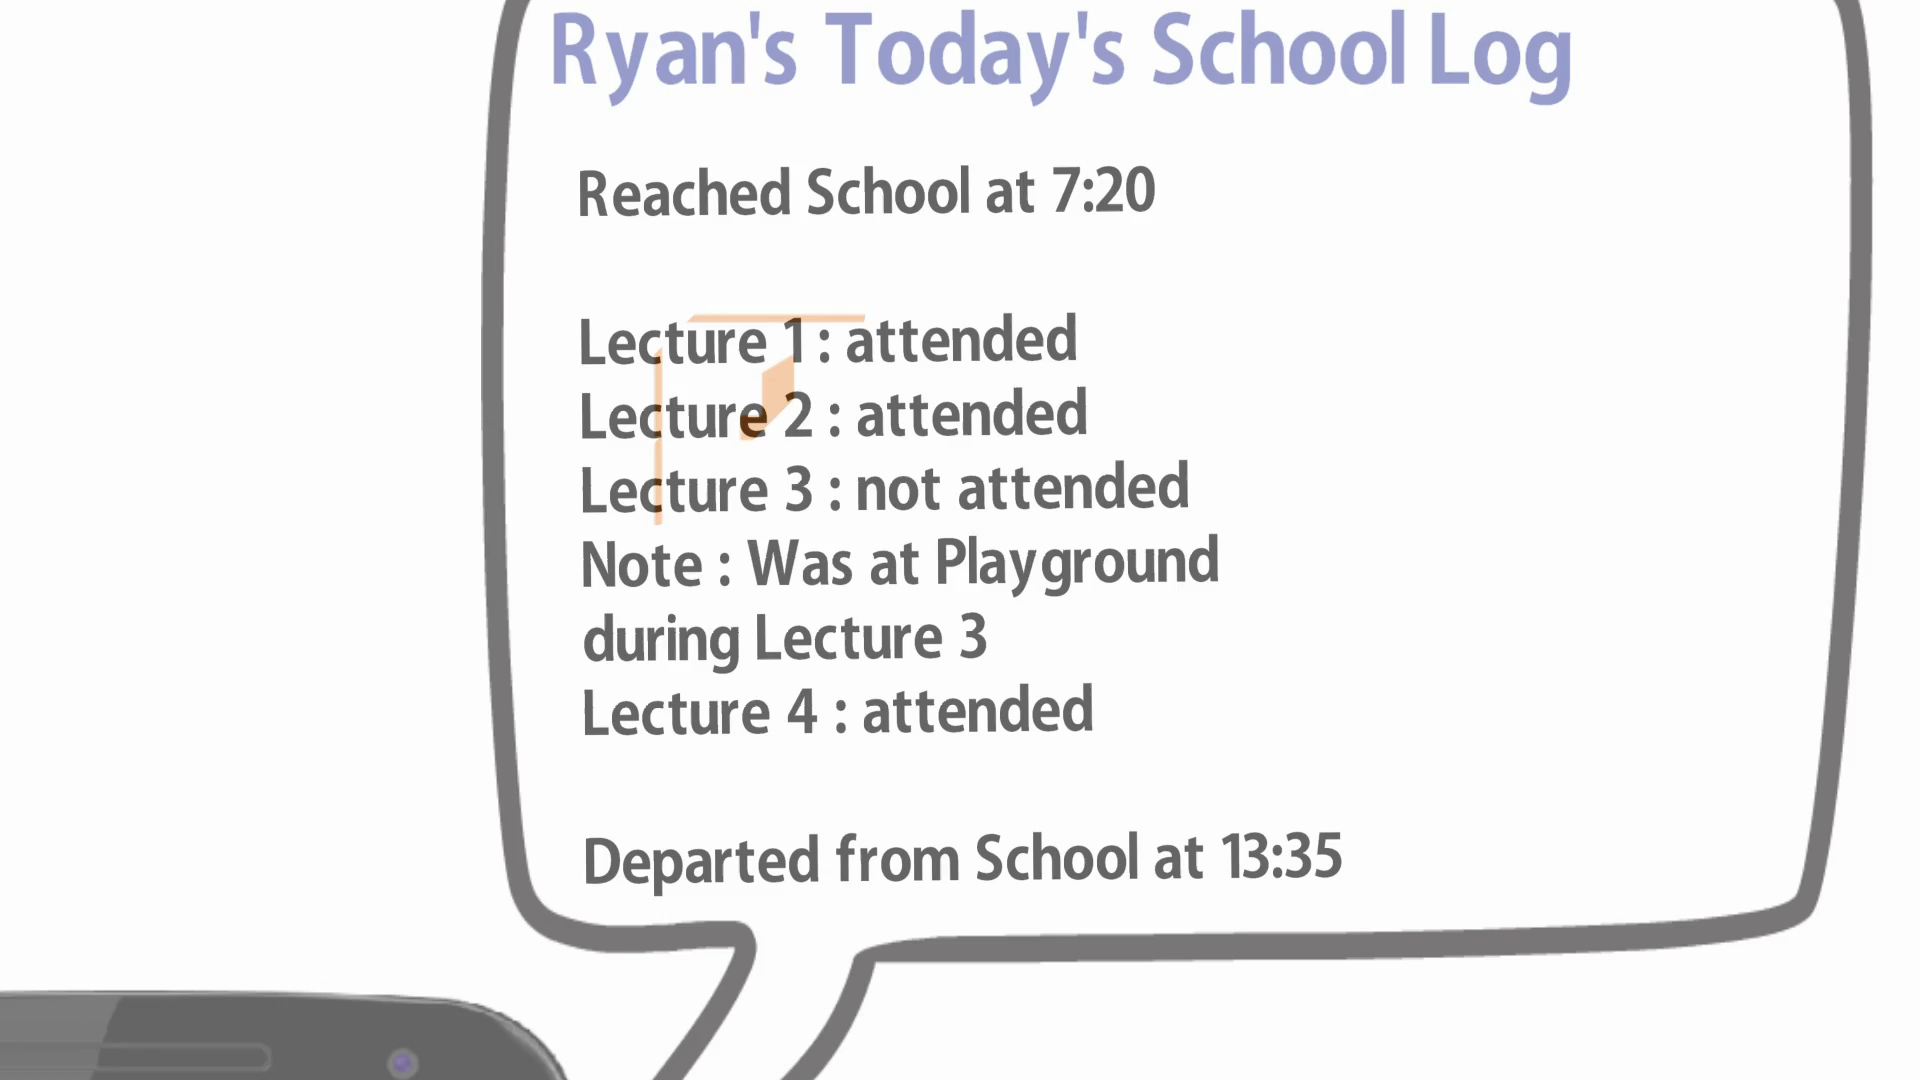 Ryan's Today's School Log
Reached School at 7:20
Lecture 1 : attended
Lecture 2 : attended
Lecture 3 : not attended
Note : Was at Playground
during Lecture 3
Lecture 4 : attended
Departed from School at 13:35